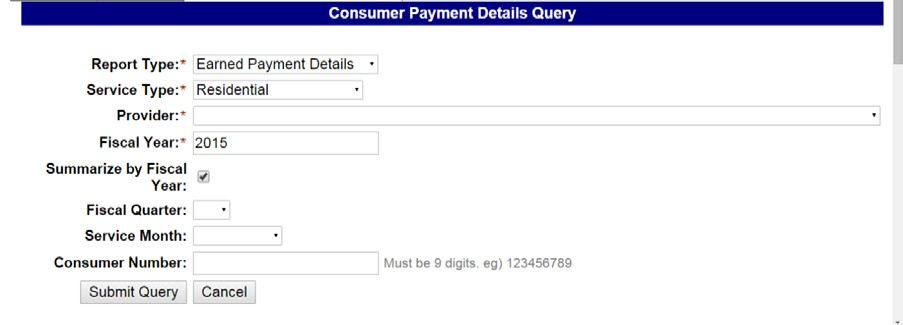 Consumer Payment Details Query
Report Type:* Earned Payment Details
Service Type:* Residential
Provider:*
Fiscal Year:* 2015
Summarize by Fiscal
Year:
Fiscal Quarter:
Service Month:
Consumer Number: Must be 9 digits. eg) 123456789
Submit Query Cancel